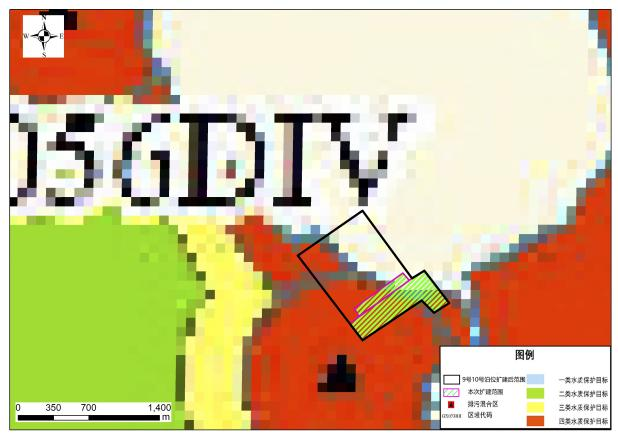 N
W E
S
05GDIV
0 350 700 1,400
m
图例
9号10号泊位扩建后范围
本次扩建范围
排污混合区
区域代码
一类水质保护目标
二类水质保护目标
三类水质保护目标
四类水质保护目标